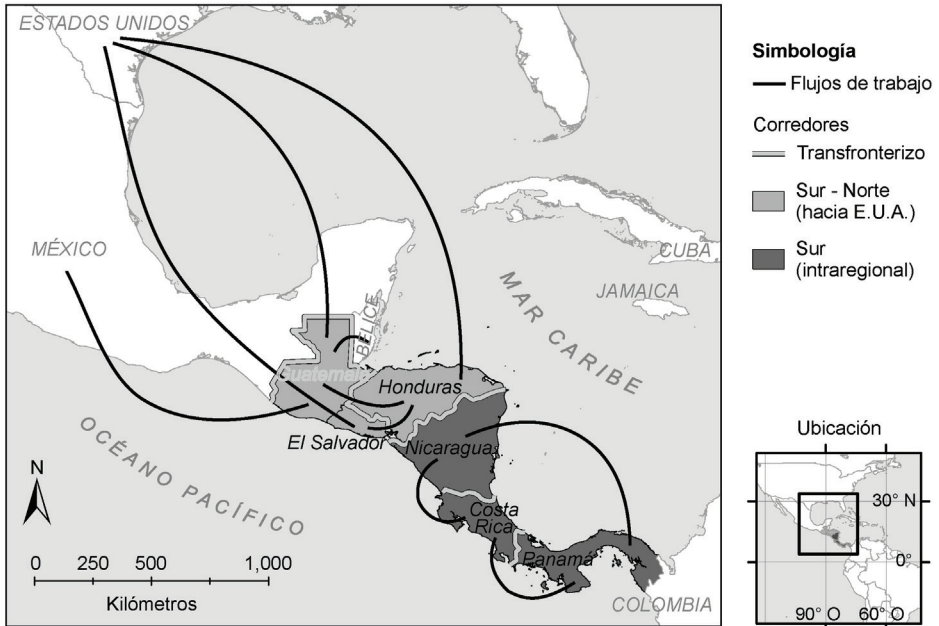 ESTADOS UNIDOS
MÉXICO
CUBA
JAMAICA
MAR CARIBE
BELICE
Guatemala
Honduras
El Salvador
Nicaragua
OCÉANO PACÍFICO
Costa
Rica
Panamá
COLOMBIA
N
0 250 500 1,000
Kilómetros
Simbología
Flujos de trabajo
Corredores
Transfronterizo
Sur - Norte
(hacia E.U.A.)
Sur
(intraregional)
Ubicación
30° N
0°
90° O 60° O